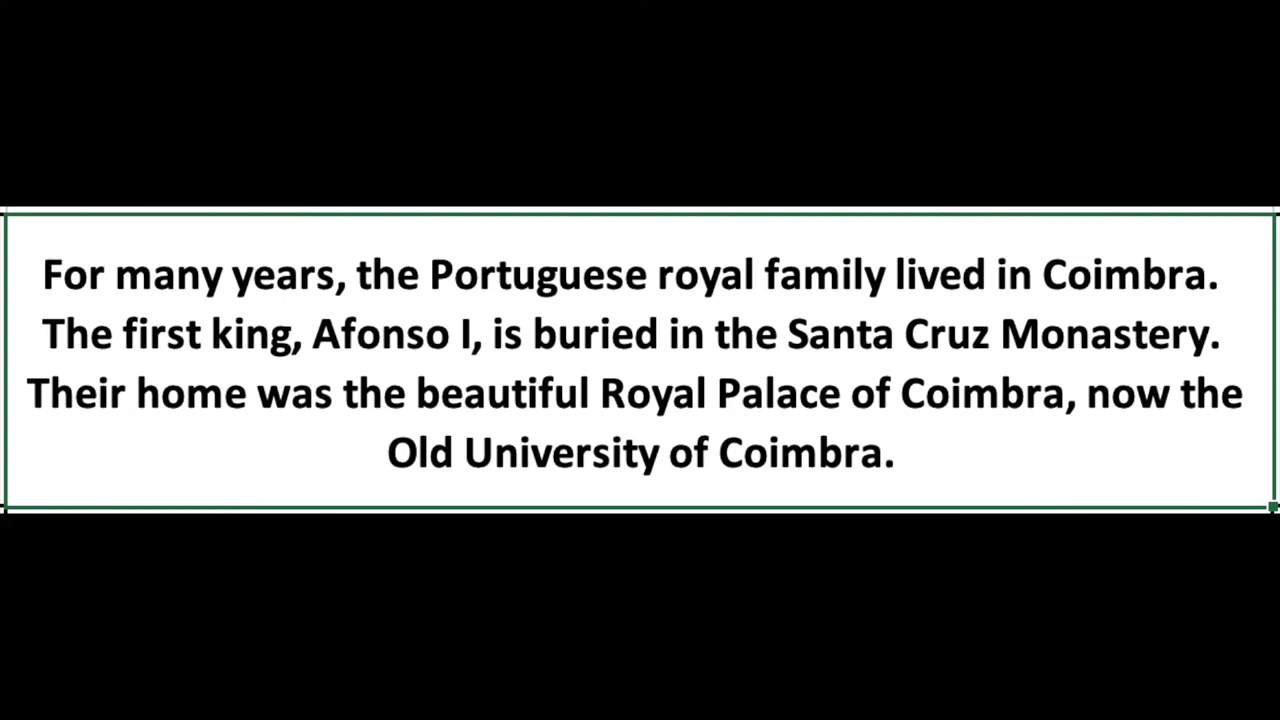 For many years, the Portuguese royal family lived in Coimbra.
The first king, Afonso I, is buried in the Santa Cruz Monastery.
Their home was the beautiful Royal Palace of Coimbra, now the
Old University of Coimbra.